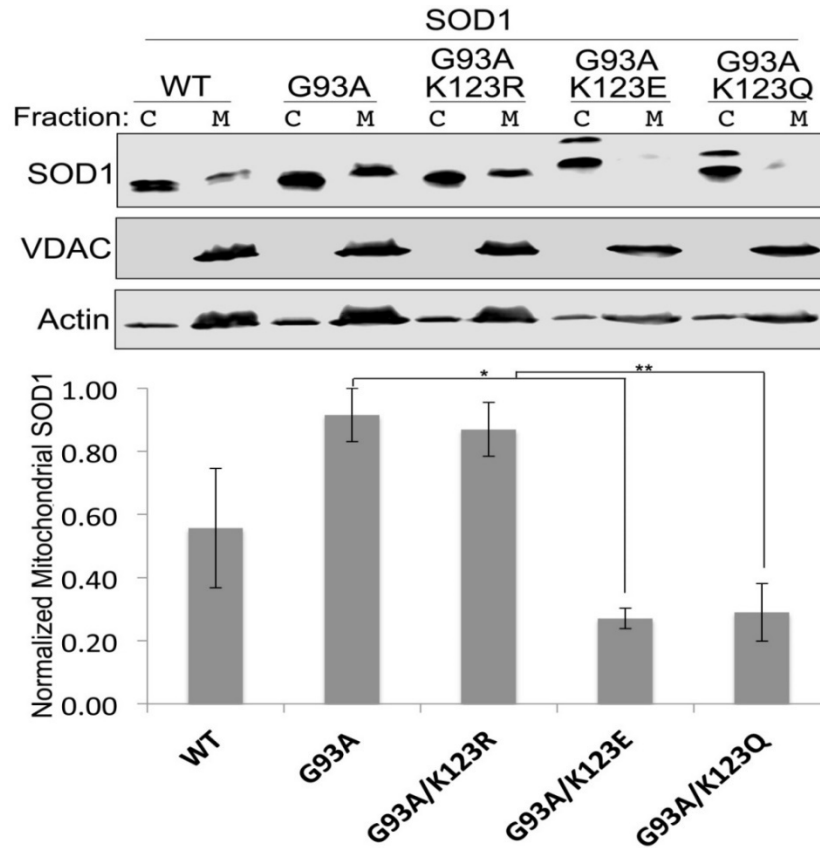 SOD1
WT G93A G93A K123R G93A K123E G93A K123Q
Fraction: C M C M C M C M C M
SOD1
VDAC
Actin
* **
Normalized Mitochondrial SOD1
1.00
0.80
0.60
0.40
0.20
0.00
WT
G93A
G93A/K123R
G93A/K123E
G93A/K123Q